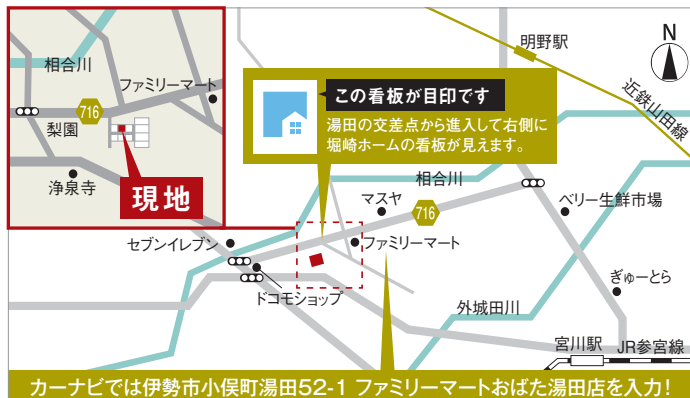 相合川
ファミリーマート
716
梨園
浄泉寺
現地
この看板が目印です
湯田の交差点から進入して右側に
堀崎ホームの看板が見えます。
明野駅
N
近鉄山田線
相合川
マスヤ
716
ベリー生鮮市場
セブンイレブン
ファミリーマート
ドコモショップ
ぎゅーとら
外城田川
宮川駅
JR参宮線
カーナビでは伊勢市小俣町湯田52-1 ファミリーマートおばた湯田店を入力!